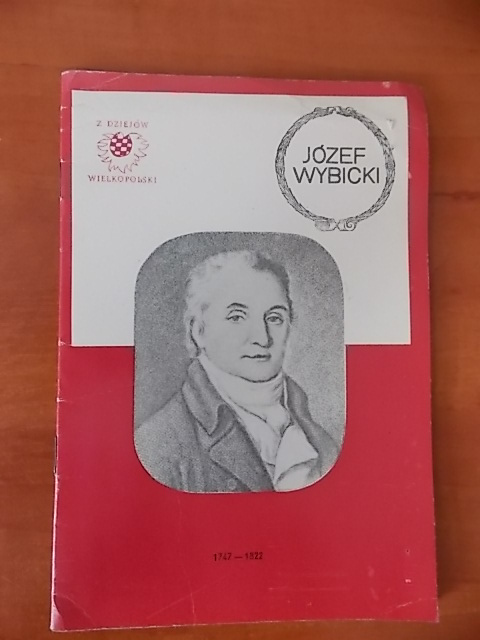 Z DZIEJÓW
WIELKOPOLSKI
JÓZEF
WYBICKI
1747 — 1822